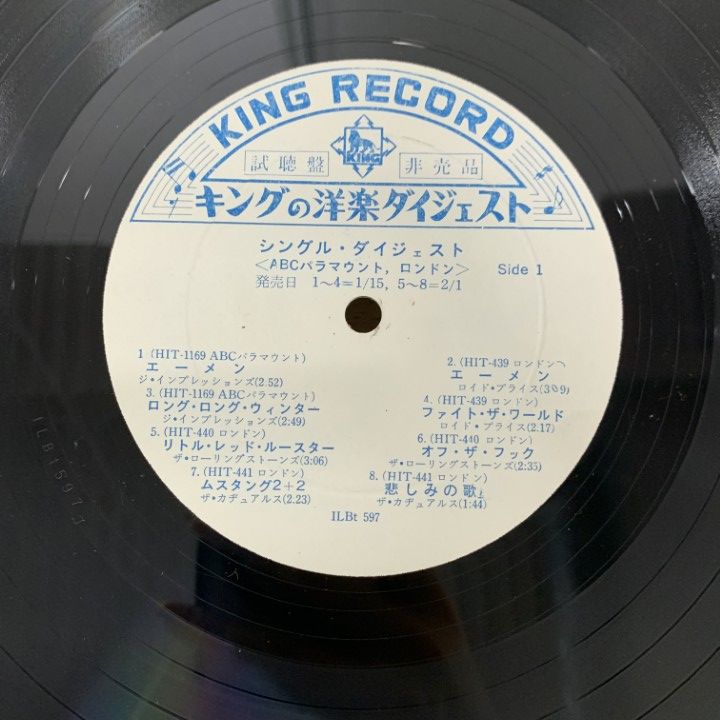 KING RECORD
KING
試聴盤 非売品
キングの洋楽ダイジェスト
シングル・ダイジェスト
<ABCパラマウント, ロンドン> Side 1
発売日 1~4=1/15, 5~8=2/1
1 (HIT-1169 ABCパラマウント)
エーメン
ジ・インプレッションズ(2.52)
2. (HIT-439 ロンドン)
エーメン
ロイド・プライス(3:09)
3. (HIT-1169 ABCパラマウント)
ロング・ロング・ウィンター
ジ・インプレッションズ(2:49)
4. (HIT-439 ロンドン)
ファイト・ザ・ワールド
ロイド・プライス(2.17)
5. (HIT-440 ロンドン)
リトル・レッド・ルースター
ザ・ローリングストーンズ(3:06)
6. (HIT-440 ロンドン)
オフ・ザ・フック
ザ・ローリングストーンズ(2:35)
7. (HIT-441 ロンドン)
ムスタング2+2
ザ・カヂュアルス(2.23)
8. (HIT-441 ロンドン)
悲しみの歌
ザ・カヂュアルス(1:44)
ILBt 597